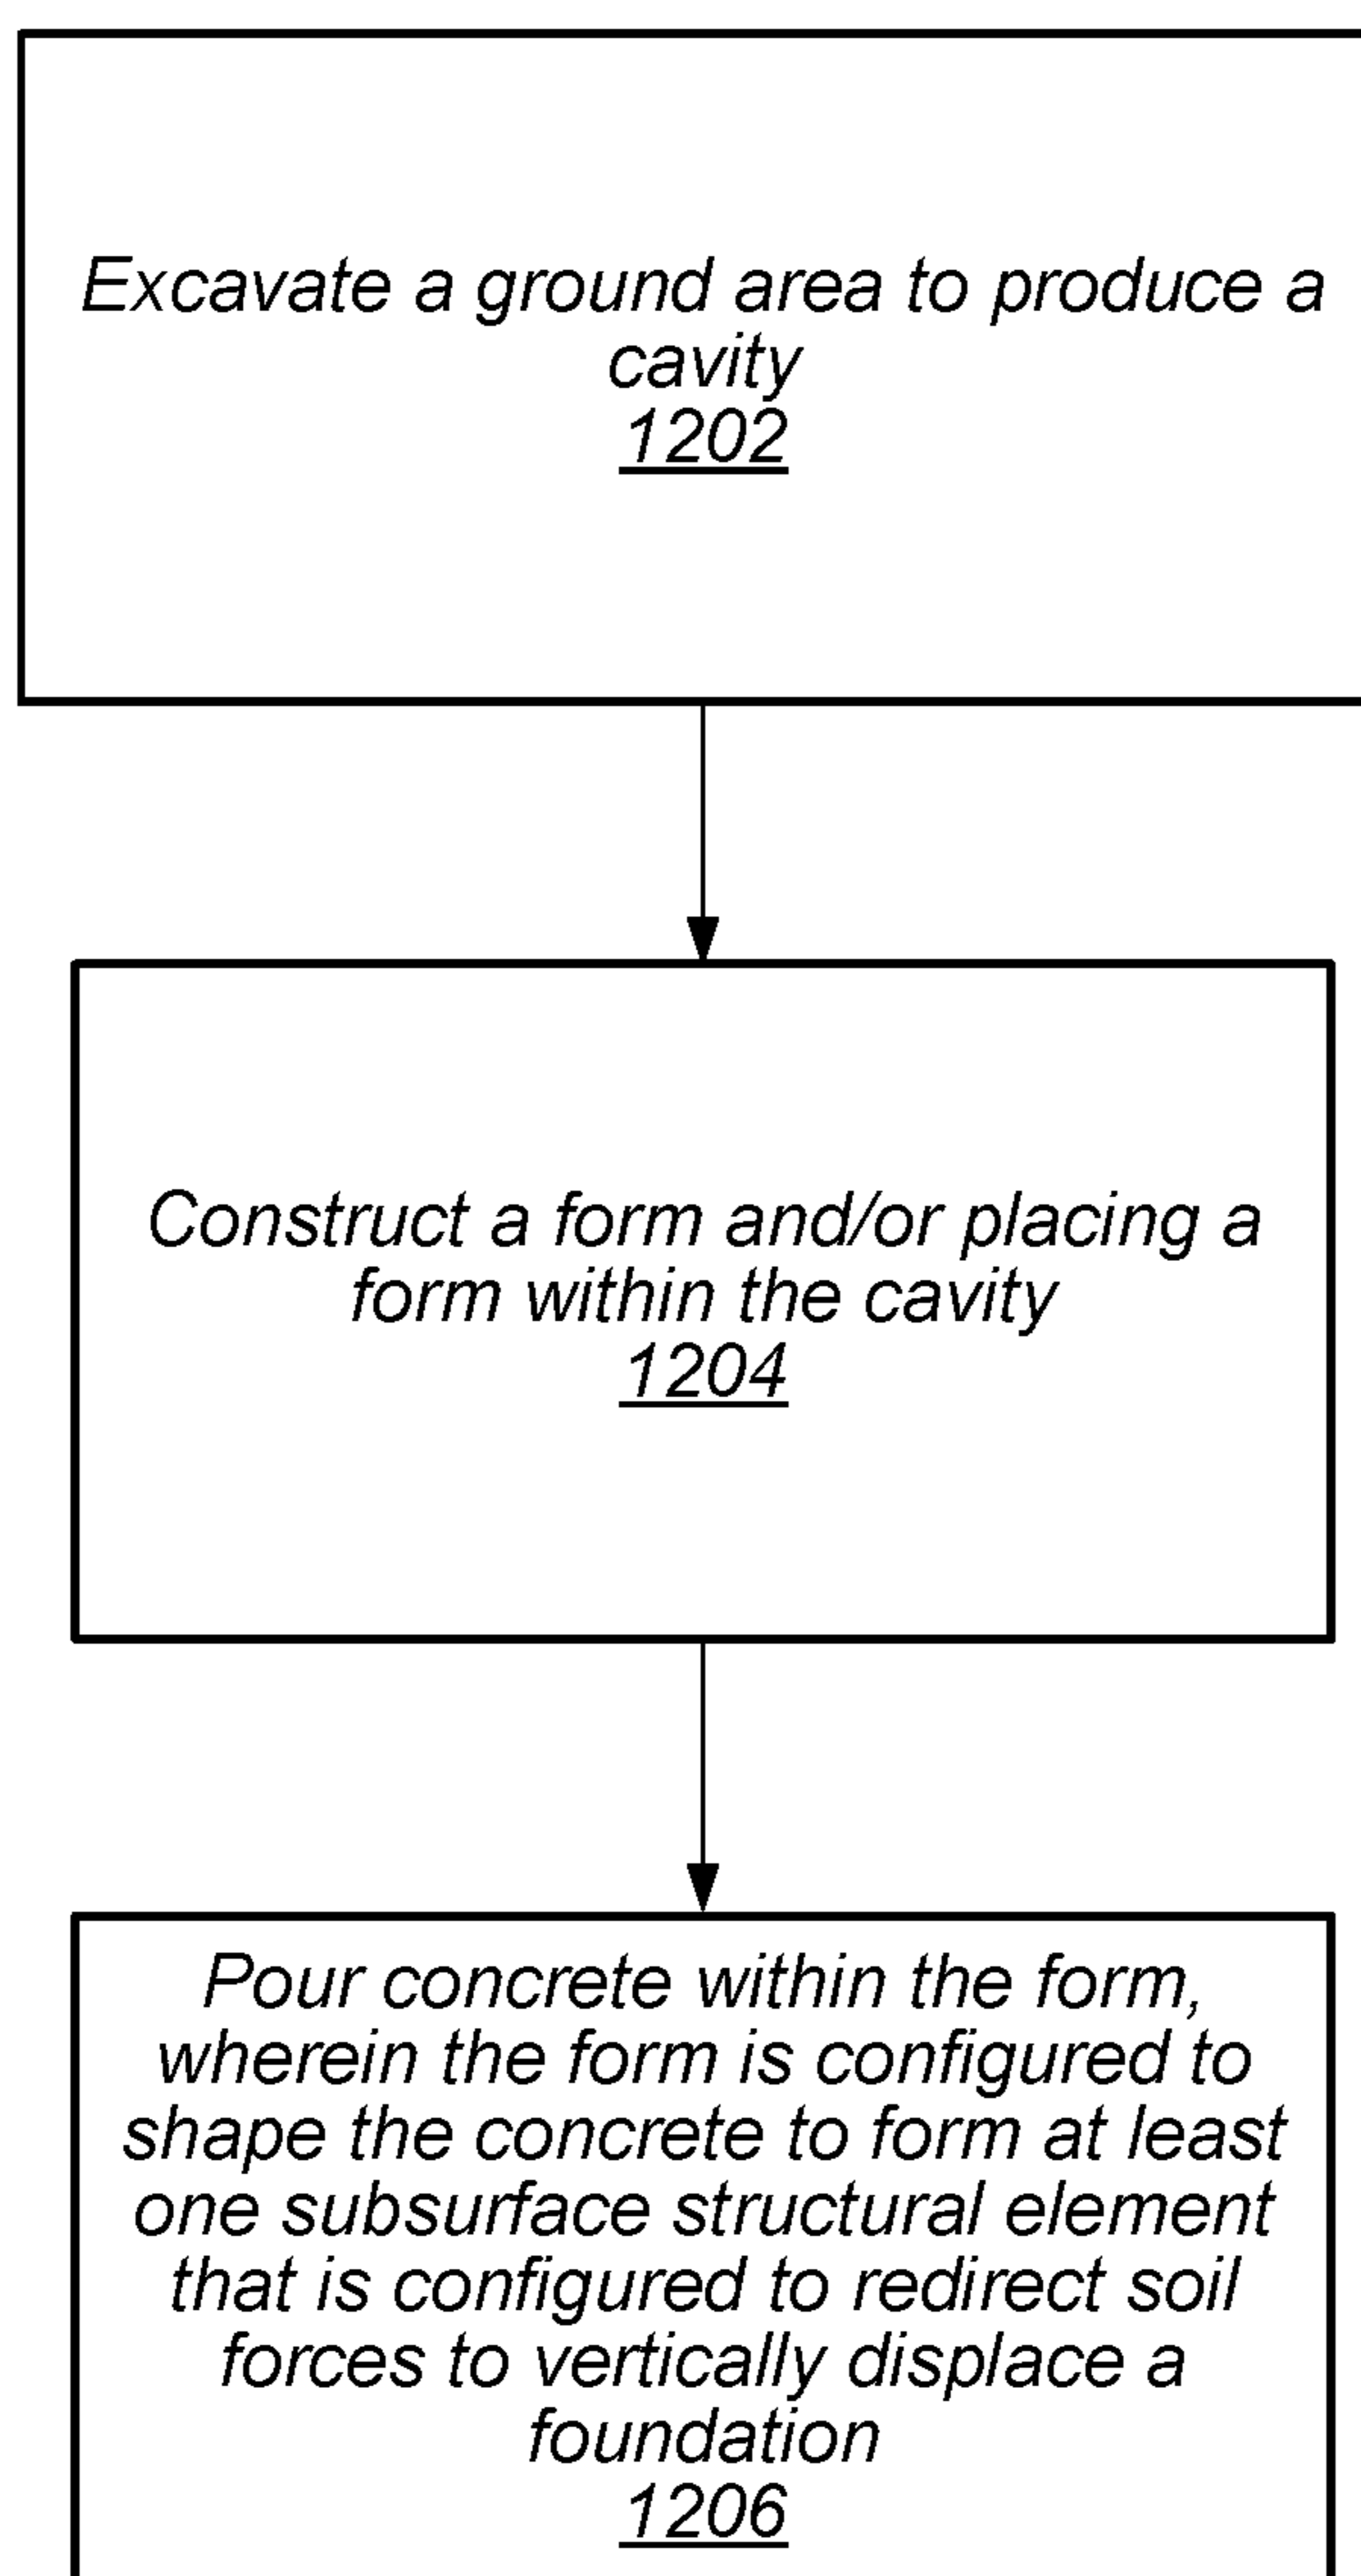 Excavate a ground area to produce a
cavity
1202
Construct a form and/or placing a
form within the cavity
1204
Pour concrete within the form,
wherein the form is configured to
shape the concrete to form at least
one subsurface structural element
that is configured to redirect soil
forces to vertically displace a
foundation
1206